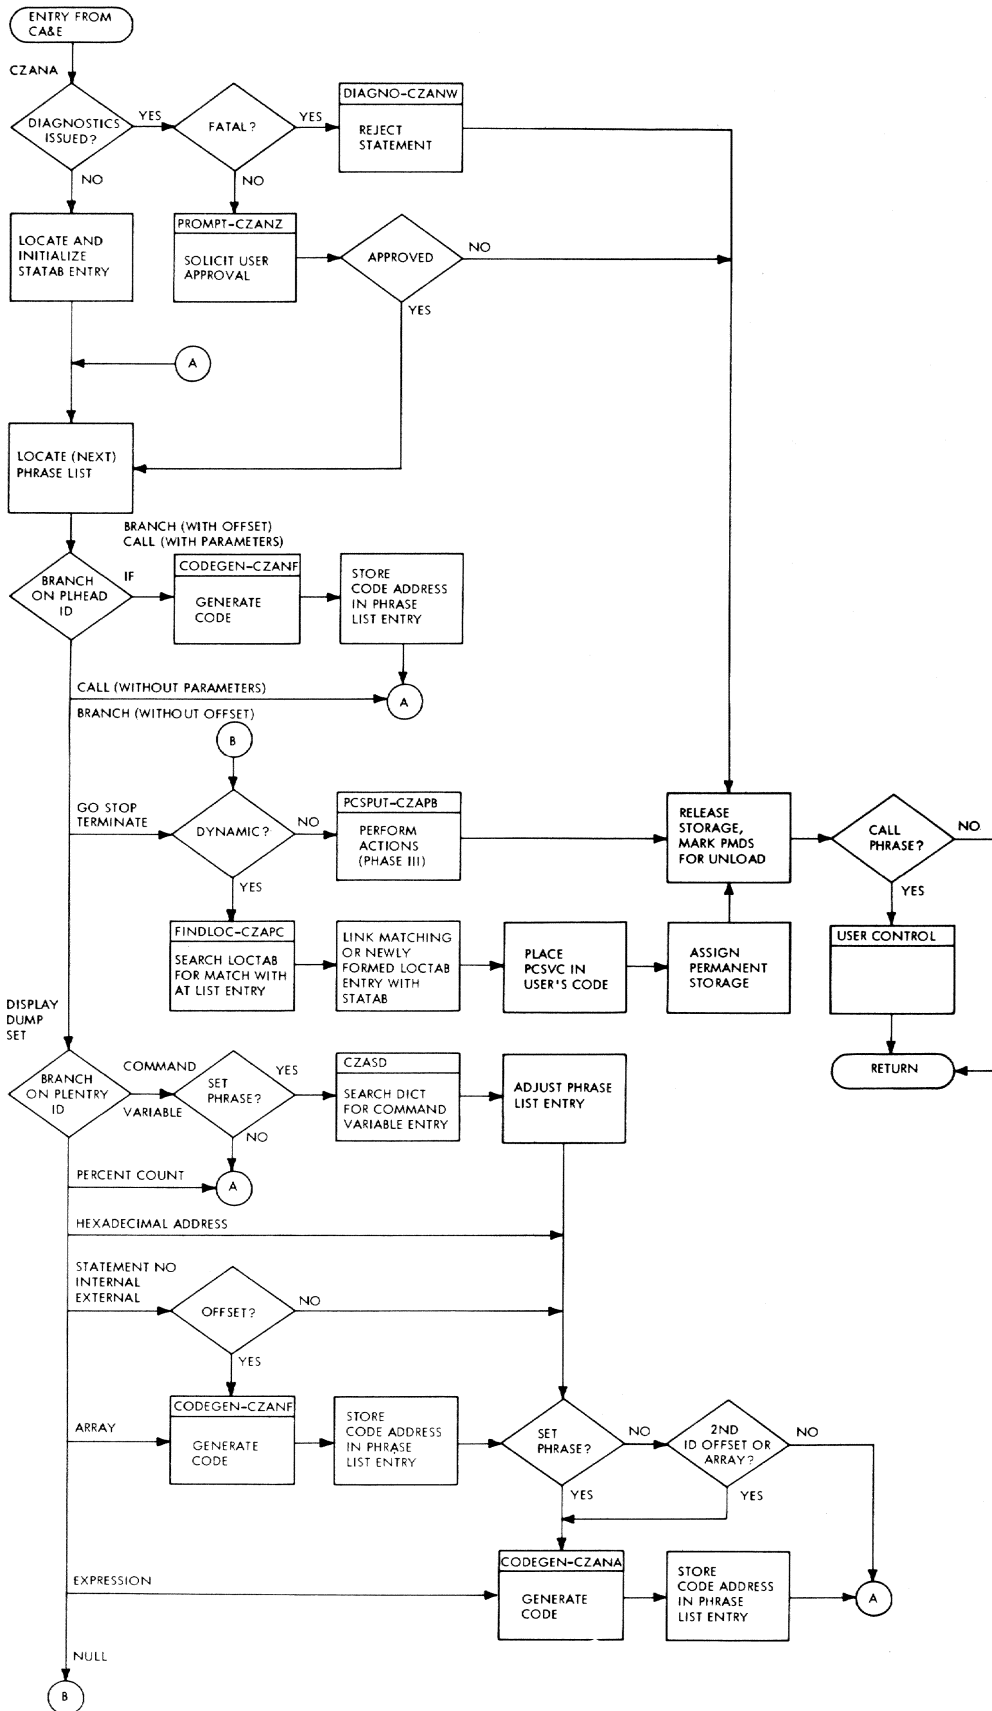 ENTRY FROM
CA&E
CZANA
DIAGNOSTICS
ISSUED?
YES
FATAL?
YES
DIAGNO-CZANW
REJECT
STATEMENT
NO
NO
LOCATE AND
INITIALIZE
STATAB ENTRY
PROMPT-CZANZ
SOLICIT USER
APPROVAL
APPROVED
NO
YES
A
LOCATE (NEXT)
PHRASE LIST
BRANCH (WITH OFFSET)
CALL (WITH PARAMETERS)
BRANCH
ON PLHEAD
ID
IF
CODEGEN-CZANF
GENERATE
CODE
STORE
CODE ADDRESS
IN PHRASE
LIST ENTRY
CALL (WITHOUT PARAMETERS)
A
BRANCH (WITHOUT OFFSET)
B
GO STOP
TERMINATE
DYNAMIC?
NO
PCSPUT-CZAPB
PERFORM
ACTIONS
(PHASE III)
RELEASE
STORAGE,
MARK PMDS
FOR UNLOAD
CALL
PHRASE?
NO
YES
YES
FINDLOC-CZAPC
SEARCH LOCTAB
FOR MATCH WITH
AT LIST ENTRY
LINK MATCHING
OR NEWLY
FORMED LOCTAB
ENTRY WITH
STATAB
PLACE
PCSVC IN
USER'S CODE
ASSIGN
PERMANENT
STORAGE
USER CONTROL
RETURN
DISPLAY
DUMP
SET
BRANCH
ON PLENTRY
ID
COMMAND
VARIABLE
SET
PHRASE?
YES
CZASD
SEARCH DICT
FOR COMMAND
VARIABLE ENTRY
ADJUST PHRASE
LIST ENTRY
NO
PERCENT COUNT
A
HEXADECIMAL ADDRESS
STATEMENT NO
INTERNAL
EXTERNAL
OFFSET?
NO
YES
ARRAY
CODEGEN-CZANF
GENERATE
CODE
STORE
CODE ADDRESS
IN PHRASE
LIST ENTRY
SET
PHRASE?
NO
2ND
ID OFFSET OR
ARRAY?
NO
YES
YES
EXPRESSION
CODEGEN-CZANA
GENERATE
CODE
STORE
CODE ADDRESS
IN PHRASE
LIST ENTRY
A
NULL
B